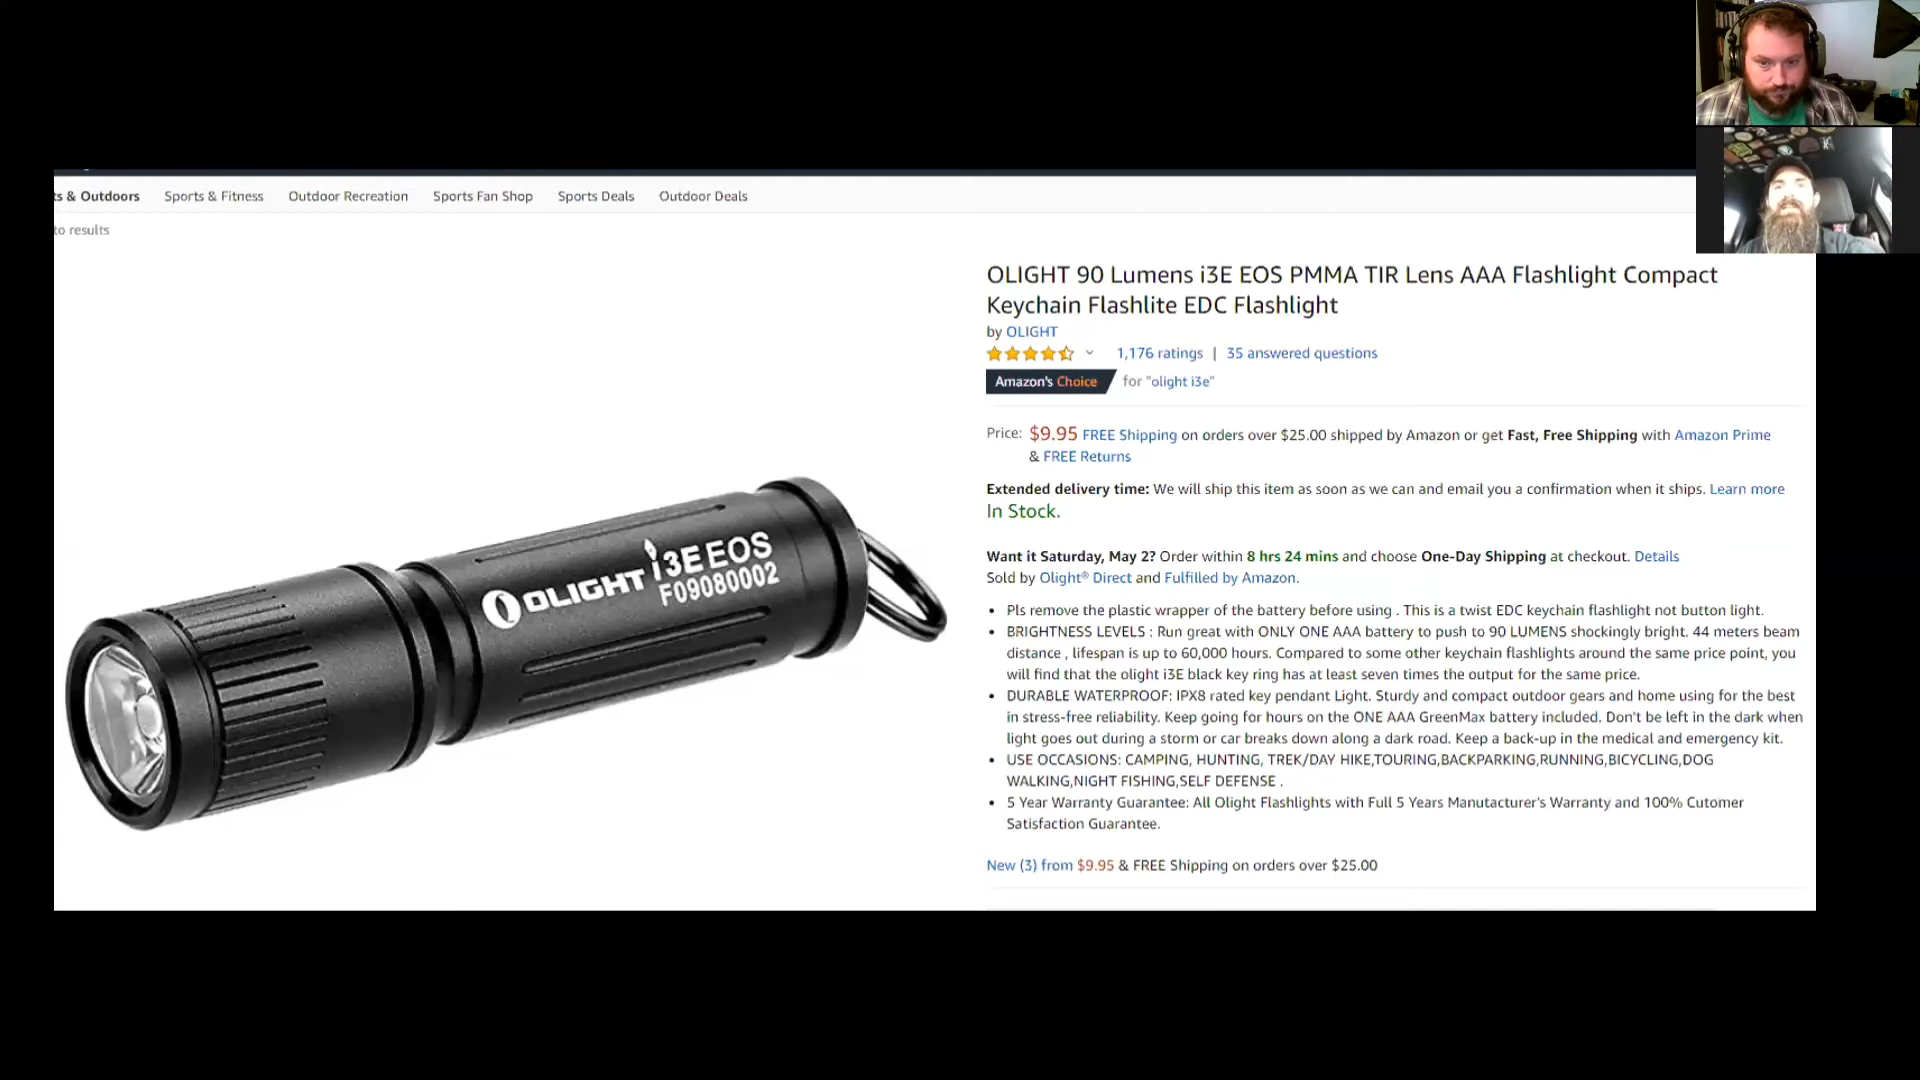 ts & Outdoors Sports & Fitness Outdoor Recreation Sports Fan Shop Sports Deals Outdoor Deals
to results
OLIGHT 90 Lumens i3E EOS PMMA TIR Lens AAA Flashlight Compact
Keychain Flashlite EDC Flashlight
by OLIGHT
1,176 ratings | 35 answered questions
Amazon's Choice for "olight i3e"
Price: $9.95 FREE Shipping on orders over $25.00 shipped by Amazon or get Fast, Free Shipping with Amazon Prime
& FREE Returns
Extended delivery time: We will ship this item as soon as we can and email you a confirmation when it ships. Learn more
In Stock.
Want it Saturday, May 2? Order within 8 hrs 24 mins and choose One-Day Shipping at checkout. Details
Sold by Olight® Direct and Fulfilled by Amazon.
• Pls remove the plastic wrapper of the battery before using . This is a twist EDC keychain flashlight not button light.
• BRIGHTNESS LEVELS : Run great with ONLY ONE AAA battery to push to 90 LUMENS shockingly bright. 44 meters beam
distance , lifespan is up to 60,000 hours. Compared to some other keychain flashlights around the same price point, you
will find that the olight i3E black key ring has at least seven times the output for the same price.
• DURABLE WATERPROOF: IPX8 rated key pendant Light. Sturdy and compact outdoor gears and home using for the best
in stress-free reliability. Keep going for hours on the ONE AAA GreenMax battery included. Don't be left in the dark when
light goes out during a storm or car breaks down along a dark road. Keep a back-up in the medical and emergency kit.
• USE OCCASIONS: CAMPING, HUNTING, TREK/DAY HIKE,TOURING,BACKPARKING,RUNNING,BICYCLING,DOG
WALKING,NIGHT FISHING,SELF DEFENSE .
• 5 Year Warranty Guarantee: All Olight Flashlights with Full 5 Years Manutacturer's Warranty and 100% Cutomer
Satisfaction Guarantee.
New (3) from $9.95 & FREE Shipping on orders over $25.00
OLIGHT i3E EOS
F09080002